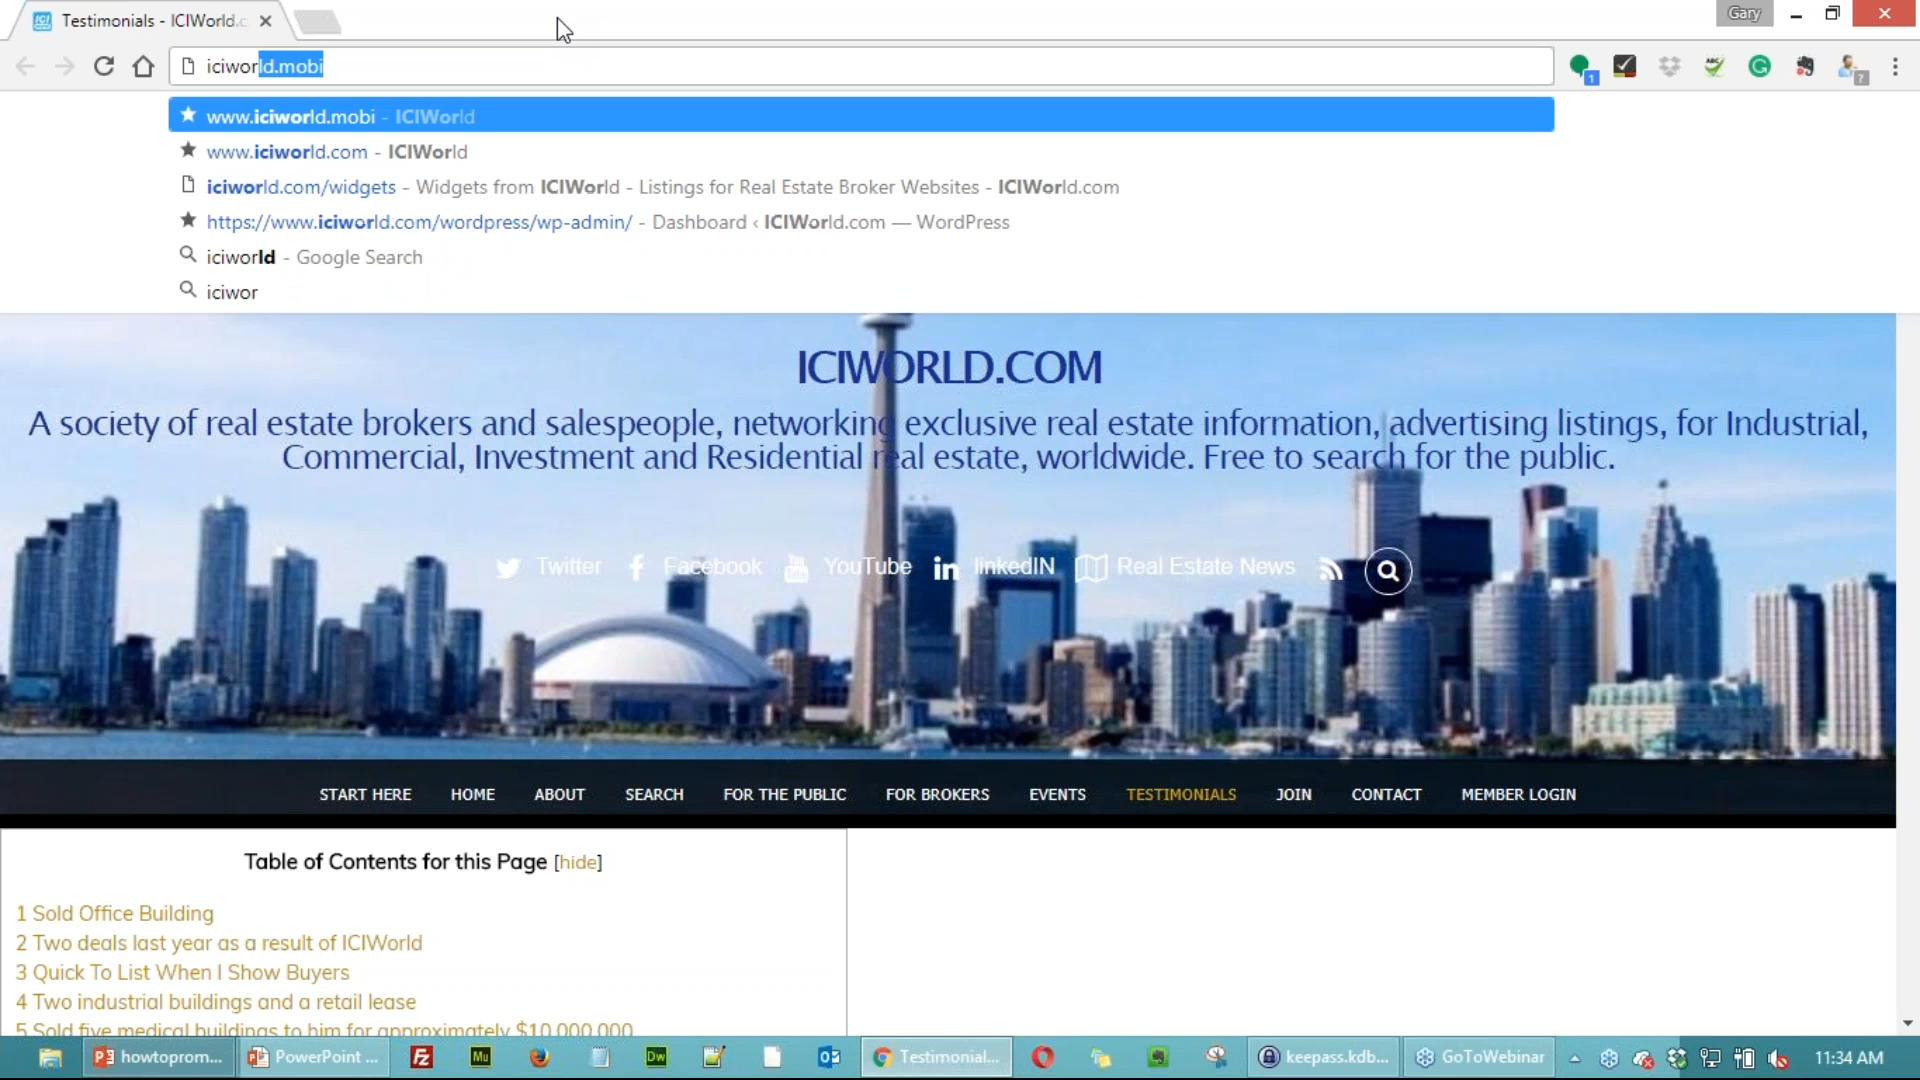 Testimonials - ICIWorld.c
Gary
iciworld.mobi
1
?
www.iciworld.mobi - ICIWorld
www.iciworld.com - ICIWorld
iciworld.com/widgets - Widgets from ICIWorld - Listings for Real Estate Broker Websites - ICIWorld.com
https://www.iciworld.com/wordpress/wp-admin/ - Dashboard ‹ ICIWorld.com — WordPress
iciworld - Google Search
iciwor
ICIWORLD.COM
A society of real estate brokers and salespeople, networking exclusive real estate information, advertising listings, for Industrial,
Commercial, Investment and Residential real estate, worldwide. Free to search for the public.
Twitter Facebook YouTube linkedIN Real Estate News
START HERE HOME ABOUT SEARCH FOR THE PUBLIC FOR BROKERS EVENTS TESTIMONIALS JOIN CONTACT MEMBER LOGIN
Table of Contents for this Page [hide]
1 Sold Office Building
2 Two deals last year as a result of ICIWorld
3 Quick To List When I Show Buyers
4 Two industrial buildings and a retail lease
5 Sold five medical buildings to him for approximately $10,000,000
howtoprom... PowerPoint ... Fz Mu Dw Testimonial... keepass.kdb... GoToWebinar 11:34 AM